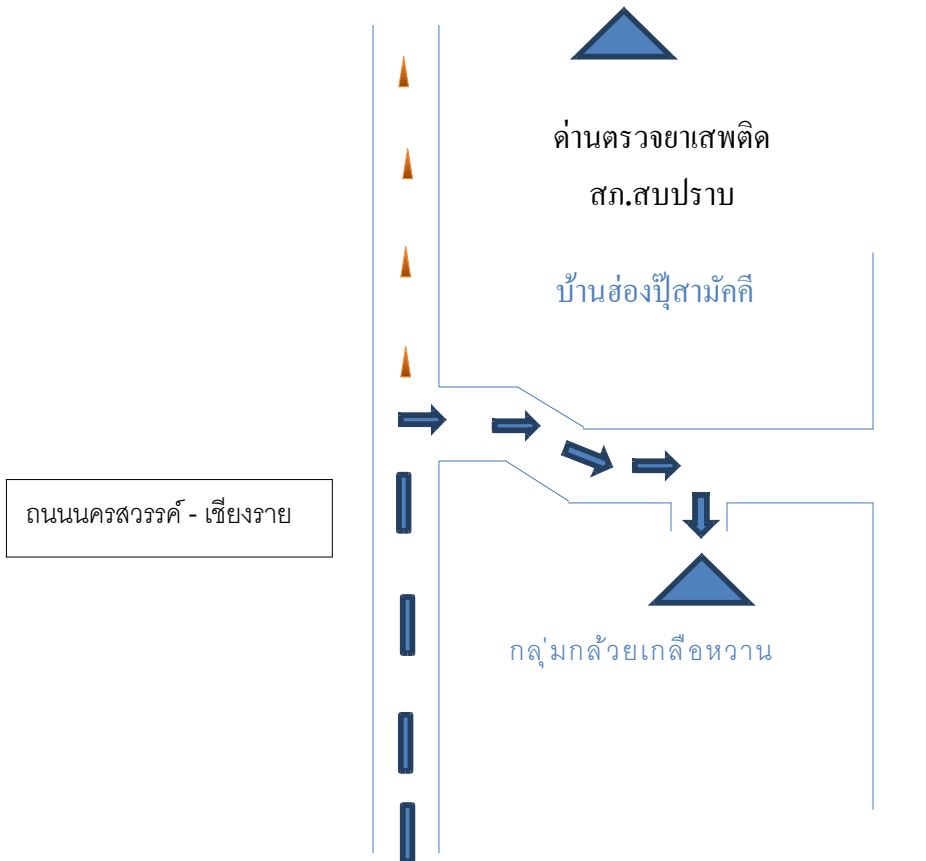 ด่านตรวจยาเสพติด
สภ.สบปราบ
บ้านฮ่องปุ๊สามัคคี
ถนนนครสวรรค์ - เชียงราย
กลุ่มกล้วยเกลือหวาน